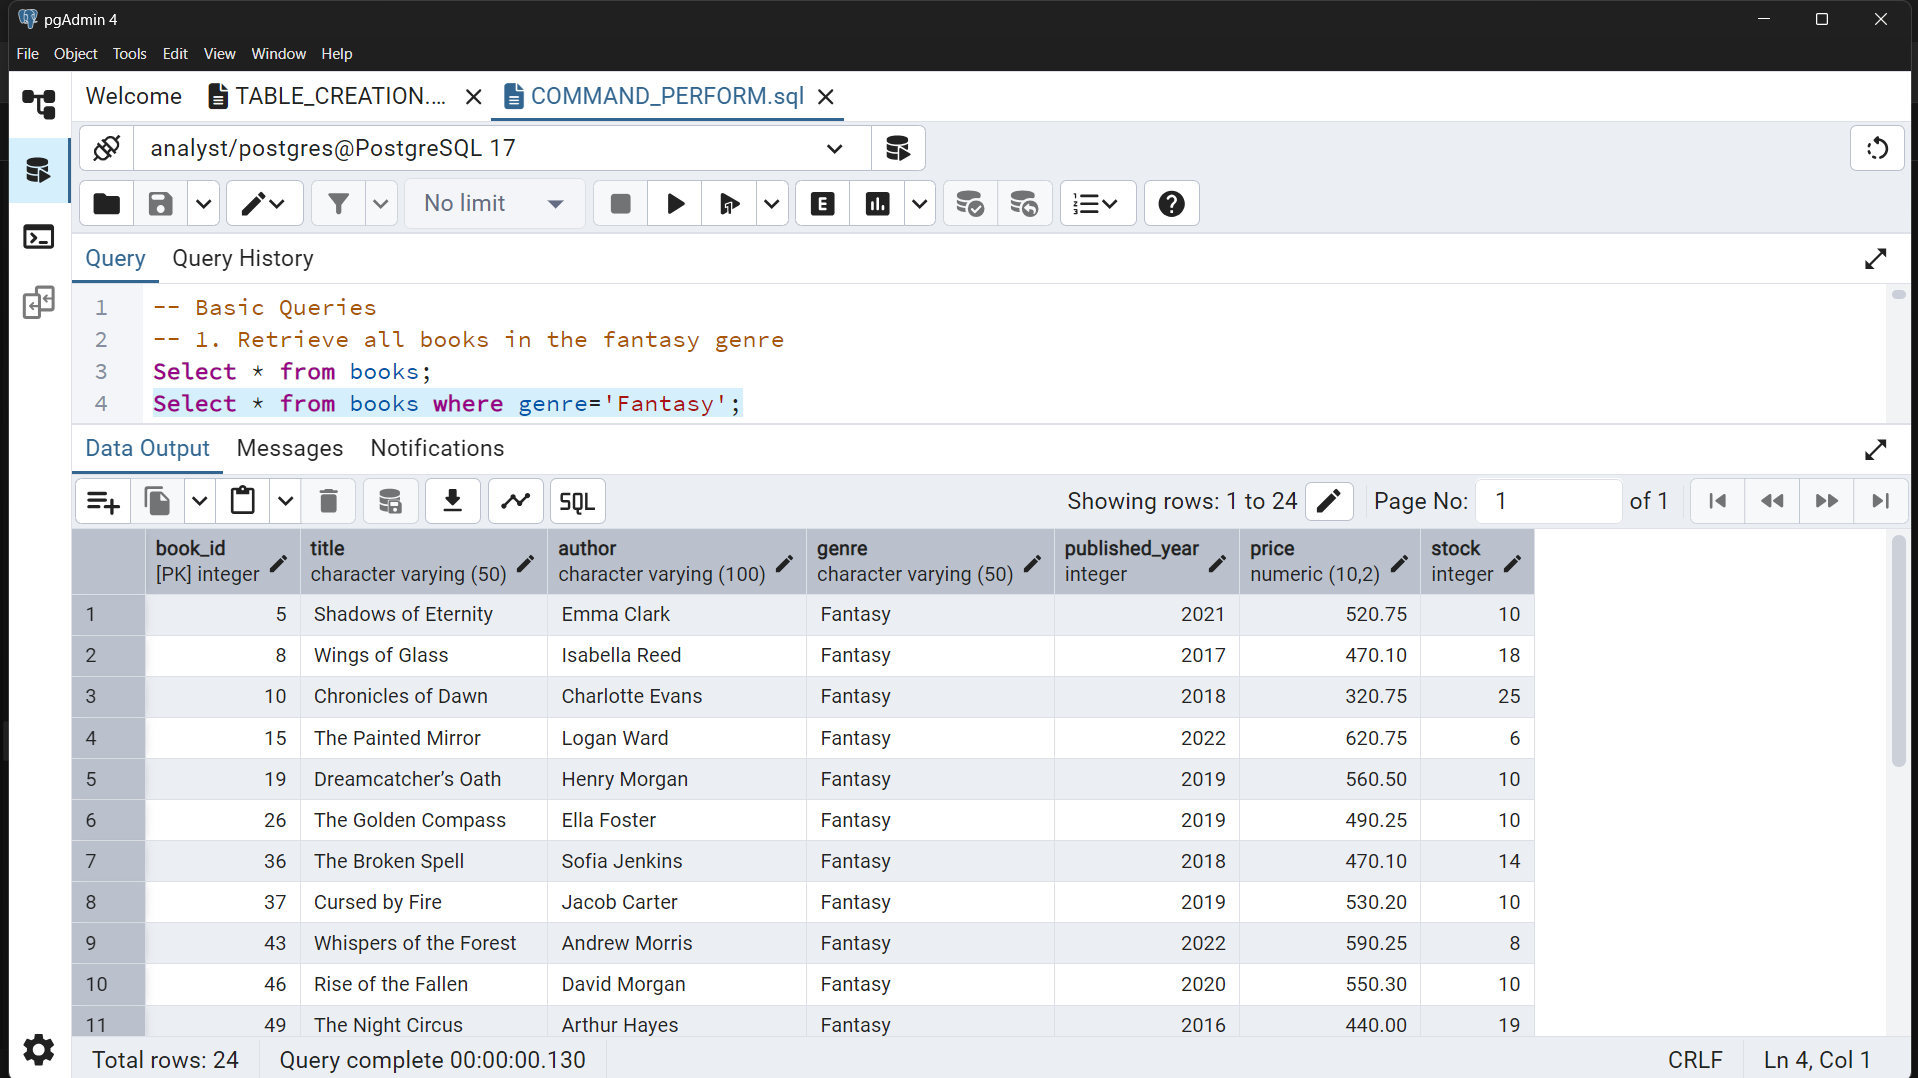 pgAdmin 4
File Object Tools Edit View Window Help
Welcome TABLE_CREATION.... COMMAND_PERFORM.sql
analyst/postgres@PostgreSQL 17
No limit E
Query Query History
1 -- Basic Queries
2 -- 1. Retrieve all books in the fantasy genre
3 Select * from books;
4 Select * from books where genre='Fantasy';
Data Output Messages Notifications
SQL Showing rows: 1 to 24 Page No: 1 of 1
book_id title author genre published_year price stock
[PK] integer character varying (50) character varying (100) character varying (50) integer numeric (10,2) integer
1 5 Shadows of Eternity Emma Clark Fantasy 2021 520.75 10
2 8 Wings of Glass Isabella Reed Fantasy 2017 470.10 18
3 10 Chronicles of Dawn Charlotte Evans Fantasy 2018 320.75 25
4 15 The Painted Mirror Logan Ward Fantasy 2022 620.75 6
5 19 Dreamcatcher’s Oath Henry Morgan Fantasy 2019 560.50 10
6 26 The Golden Compass Ella Foster Fantasy 2019 490.25 10
7 36 The Broken Spell Sofia Jenkins Fantasy 2018 470.10 14
8 37 Cursed by Fire Jacob Carter Fantasy 2019 530.20 10
9 43 Whispers of the Forest Andrew Morris Fantasy 2022 590.25 8
10 46 Rise of the Fallen David Morgan Fantasy 2020 550.30 10
11 49 The Night Circus Arthur Hayes Fantasy 2016 440.00 19
Total rows: 24 Query complete 00:00:00.130 CRLF Ln 4, Col 1